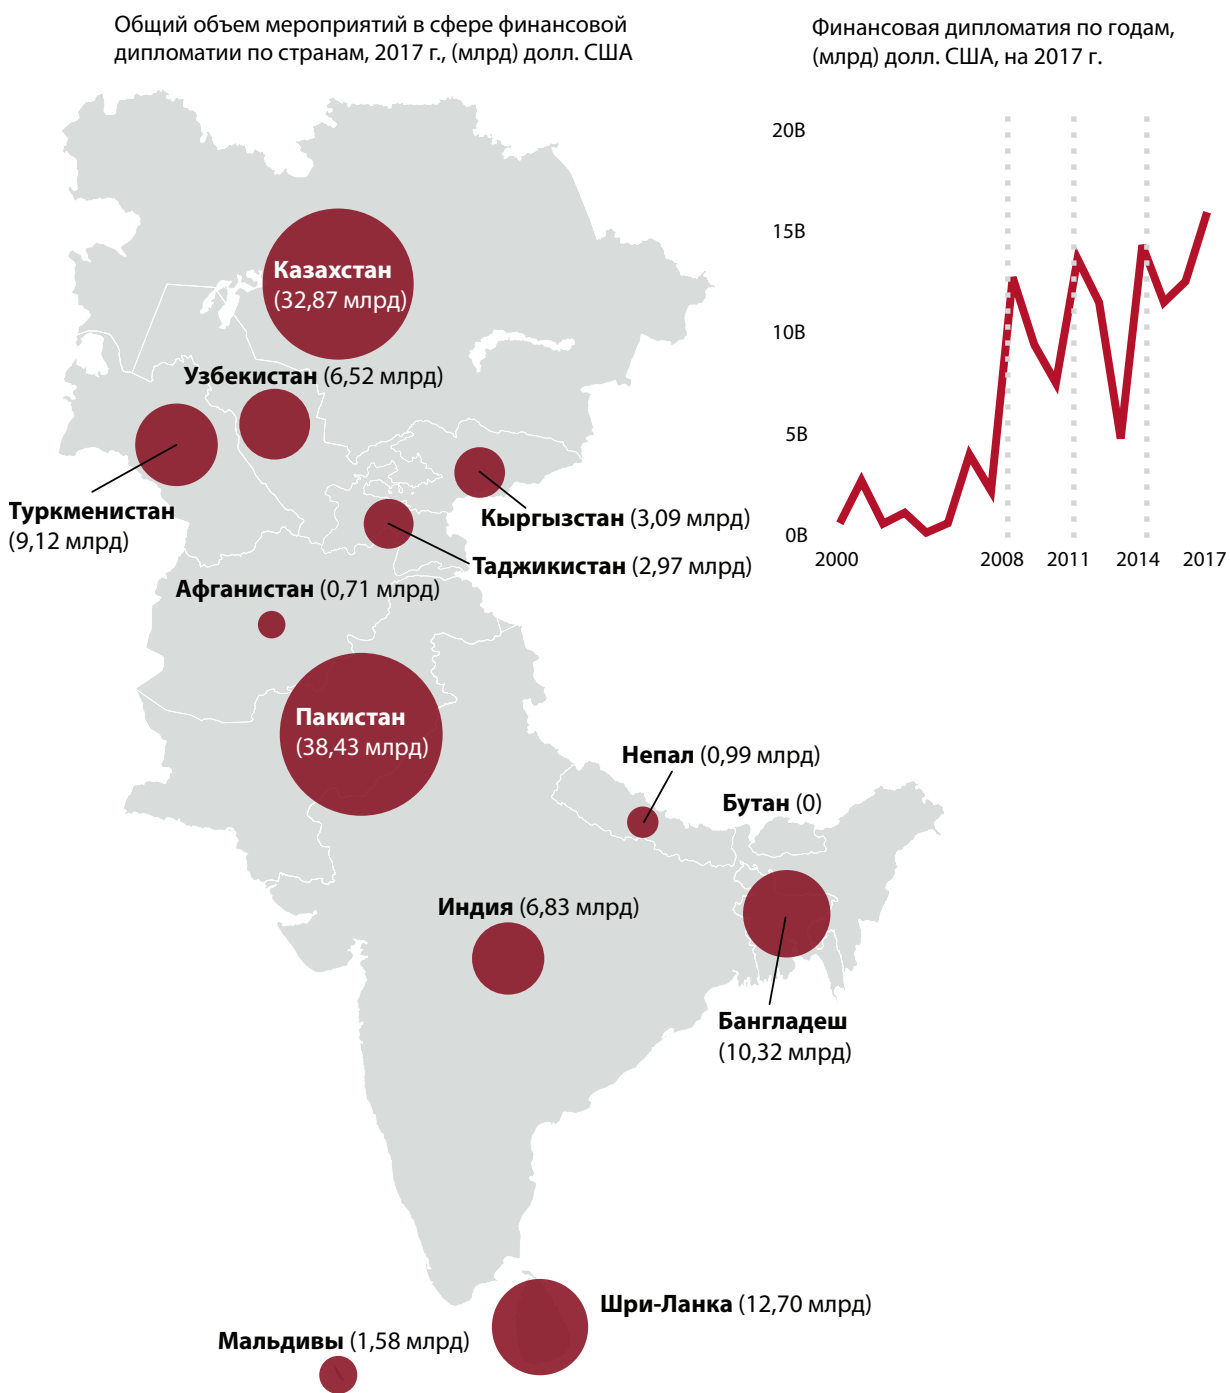 Общий объем мероприятий в сфере финансовой
дипломатии по странам, 2017 г., (млрд) долл. США
Казахстан
(32,87 млрд)
Узбекистан (6,52 млрд)
Туркменистан
(9,12 млрд)
Кыргызстан (3,09 млрд)
Таджикистан (2,97 млрд)
Афганистан (0,71 млрд)
Пакистан
(38,43 млрд)
Непал (0,99 млрд)
Бутан (0)
Индия (6,83 млрд)
Бангладеш
(10,32 млрд)
Шри-Ланка (12,70 млрд)
Мальдивы (1,58 млрд)
Финансовая дипломатия по годам,
(млрд) долл. США, на 2017 г.
20B
15B
10B
5B
0B
2000 2008 2011 2014 2017